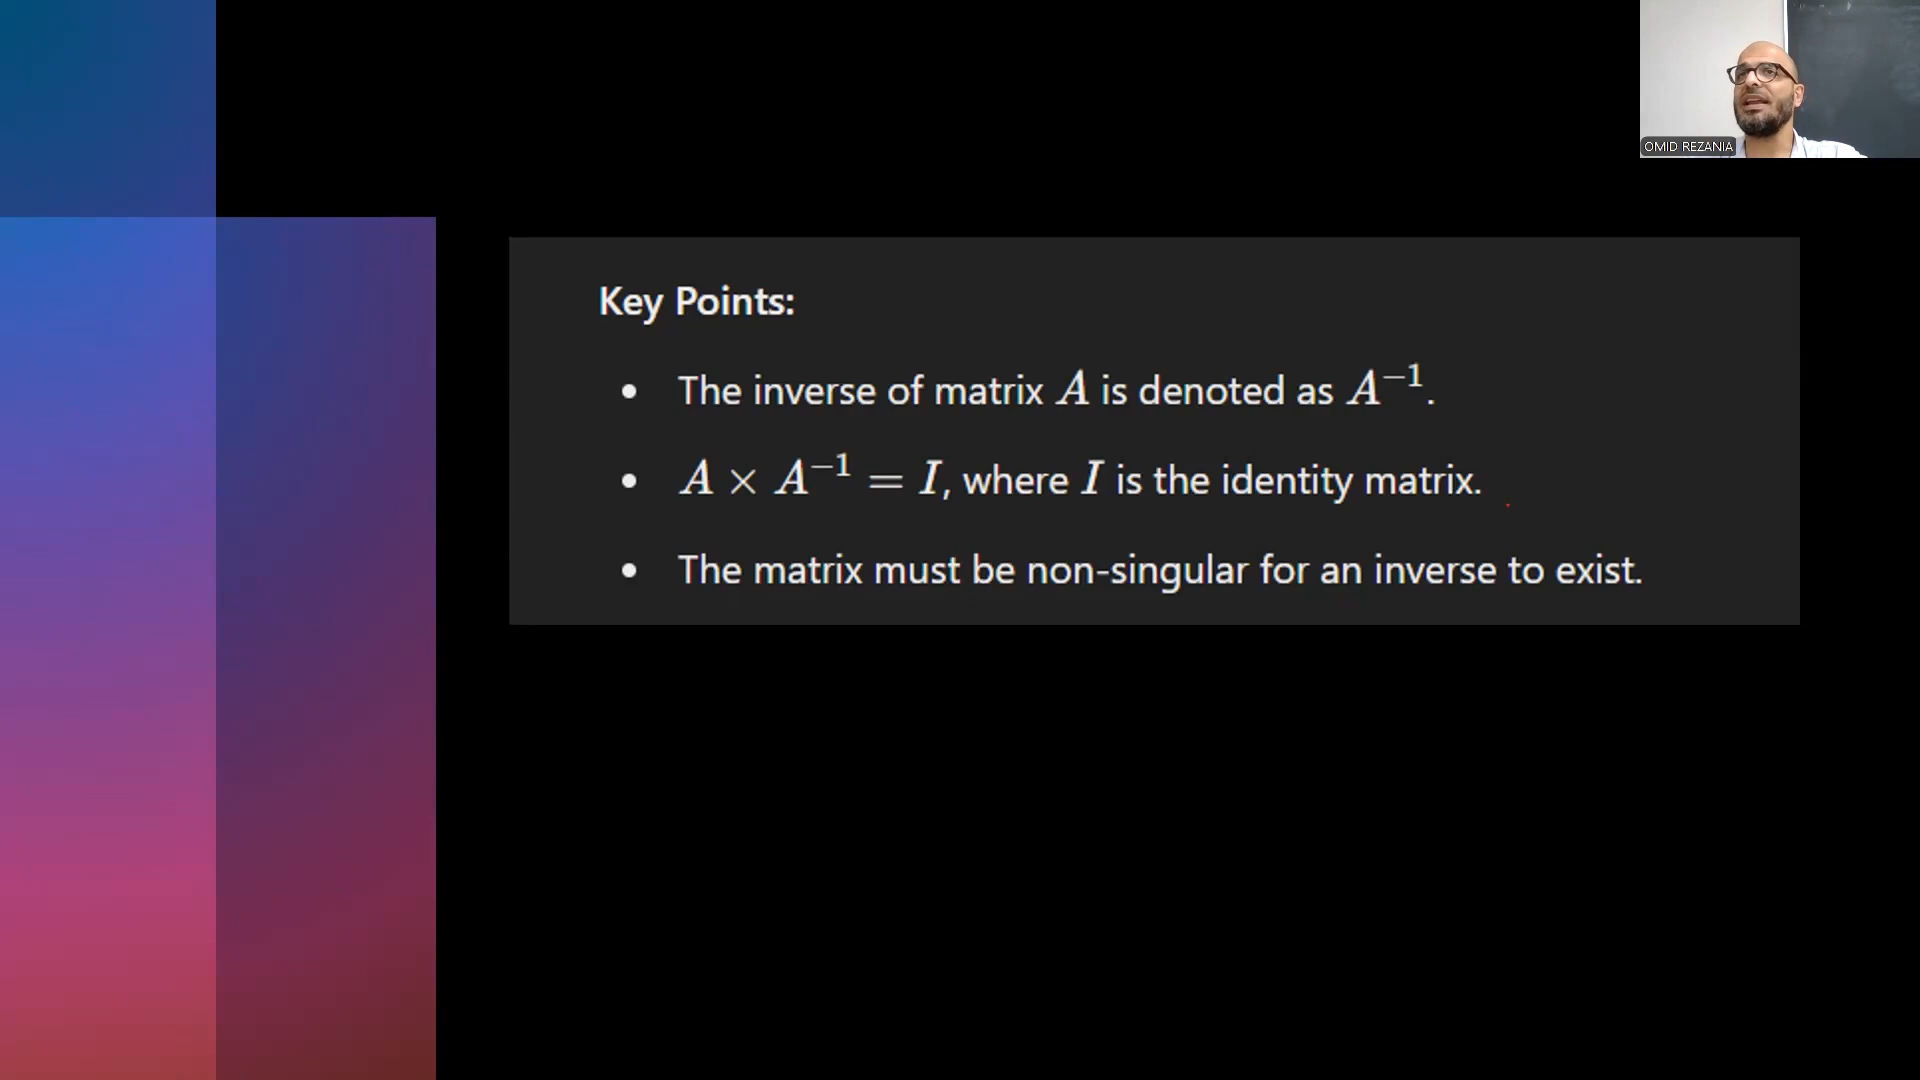 OMID REZANIA
Key Points:
• The inverse of matrix A is denoted as A⁻¹.
• A × A⁻¹ = I, where I is the identity matrix.
• The matrix must be non-singular for an inverse to exist.